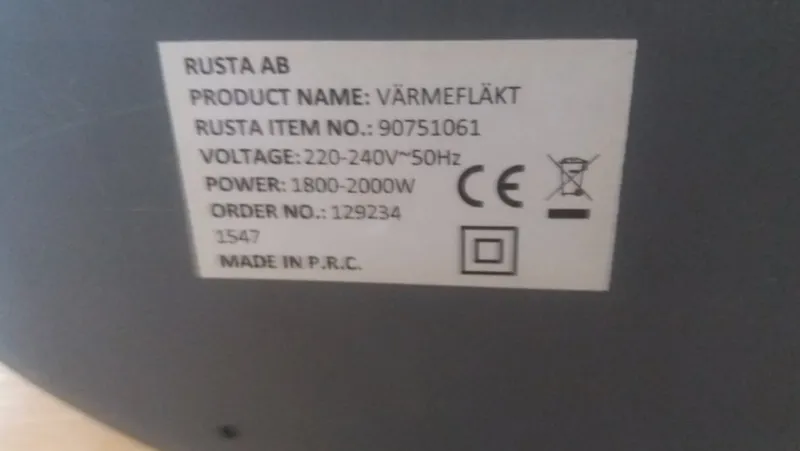 RUSTA AB
PRODUCT NAME: VÄRMEFLÄKT
RUSTA ITEM NO.: 90751061
VOLTAGE: 220-240V~50Hz
POWER: 1800-2000W
ORDER NO.: 129234
1547
MADE IN P.R.C.
CE